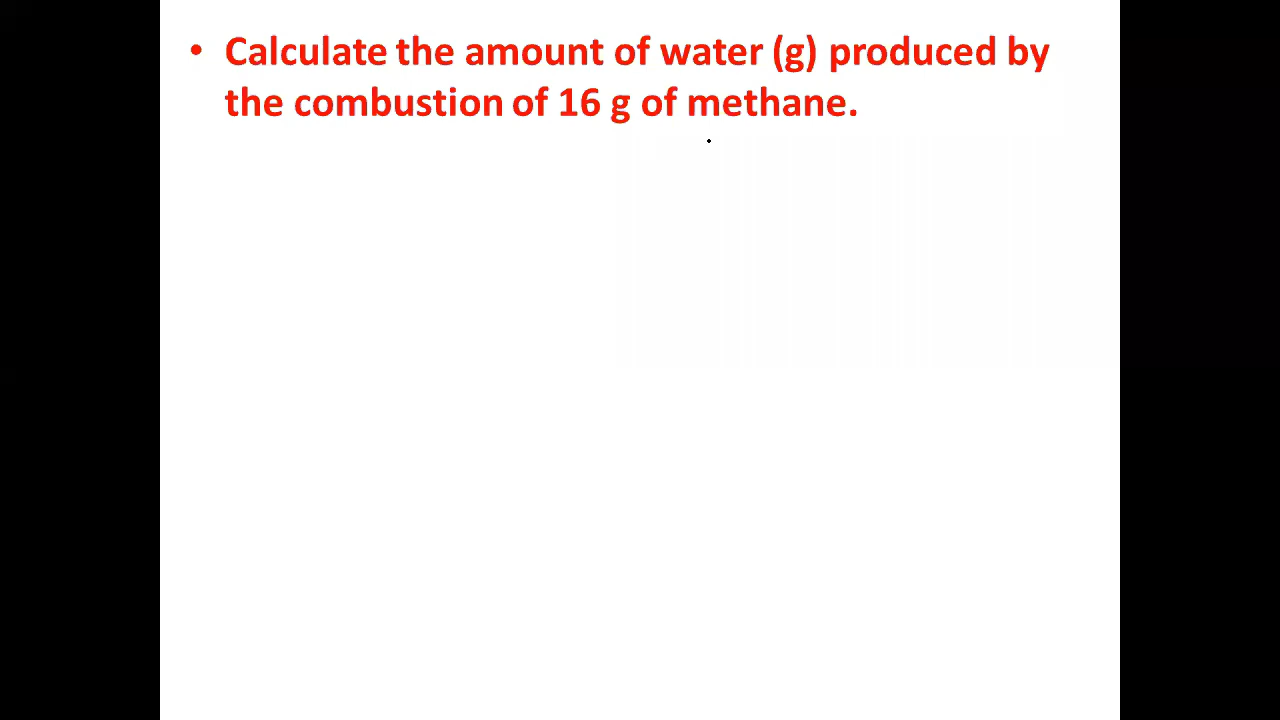 • Calculate the amount of water (g) produced by
the combustion of 16 g of methane.